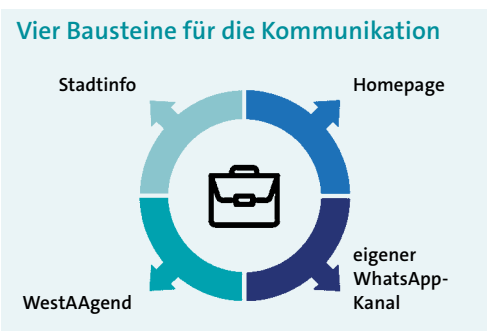 Vier Bausteine für die Kommunikation
Stadtinfo
Homepage
WestAAgend
eigener
WhatsApp-
Kanal